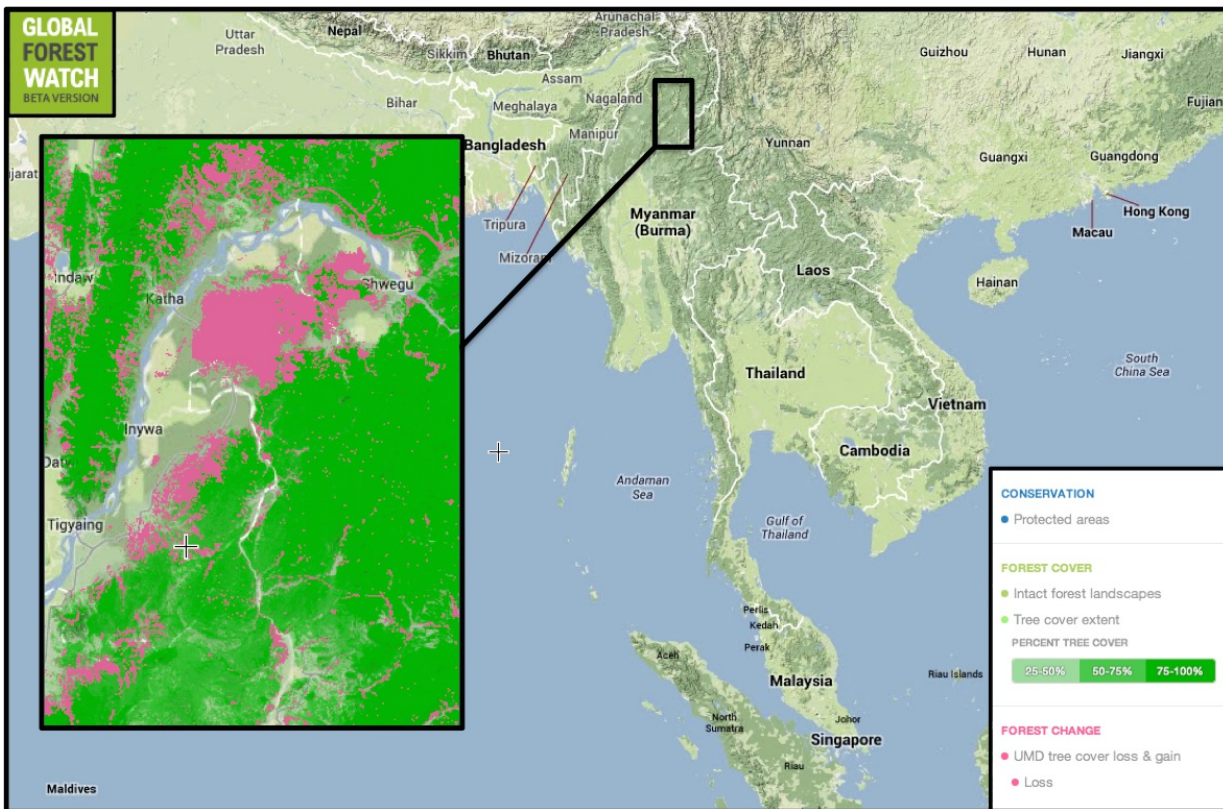 GLOBAL
FOREST
WATCH
BETA VERSION
Uttar
Pradesh
Nepal
Sikkim
Bhutan
Arunachal
Pradesh
Assam
Bihar
Meghalaya
Nagaland
Manipur
Bangladesh
Tripura
Mizoram
Myanmar
(Burma)
Yunnan
Guizhou
Hunan
Jiangxi
Fujian
Guangxi
Guangdong
Hong Kong
Macau
Hainan
Laos
Thailand
Vietnam
Cambodia
South
China Sea
Andaman
Sea
Gulf of
Thailand
Perlis
Kedah
Perak
Aceh
Malaysia
North
Sumatra
Johor
Singapore
Riau
Riau Islands
Maldives
jarat
Indaw
Katha
Shwegu
Inywa
Tigyaing
CONSERVATION
Protected areas
FOREST COVER
Intact forest landscapes
Tree cover extent
PERCENT TREE COVER
25-50% 50-75% 75-100%
FOREST CHANGE
UMD tree cover loss & gain
Loss